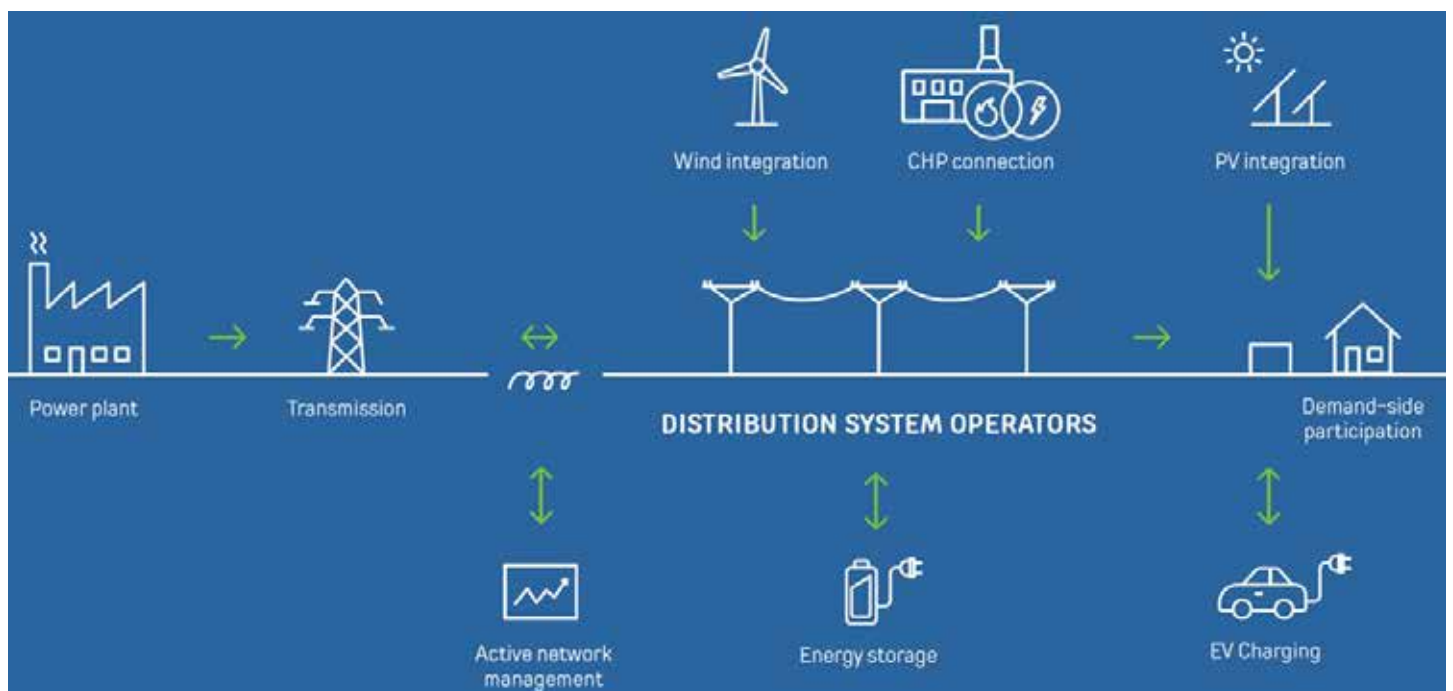 Wind integration
CHP connection
PV integration
Power plant
Transmission
DISTRIBUTION SYSTEM OPERATORS
Demand-side
participation
Active network
management
Energy storage
EV Charging